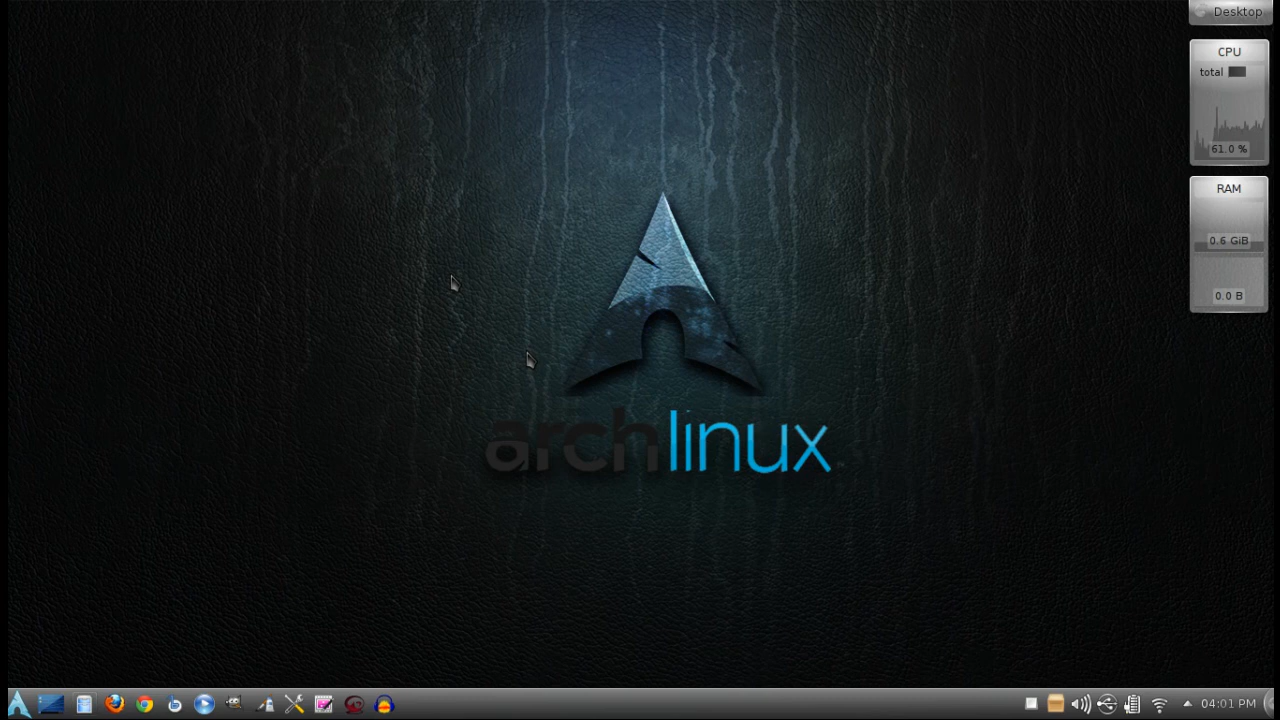 Desktop
CPU
total
61.0 %
RAM
0.6 GiB
0.0 B
archlinux
04:01 PM